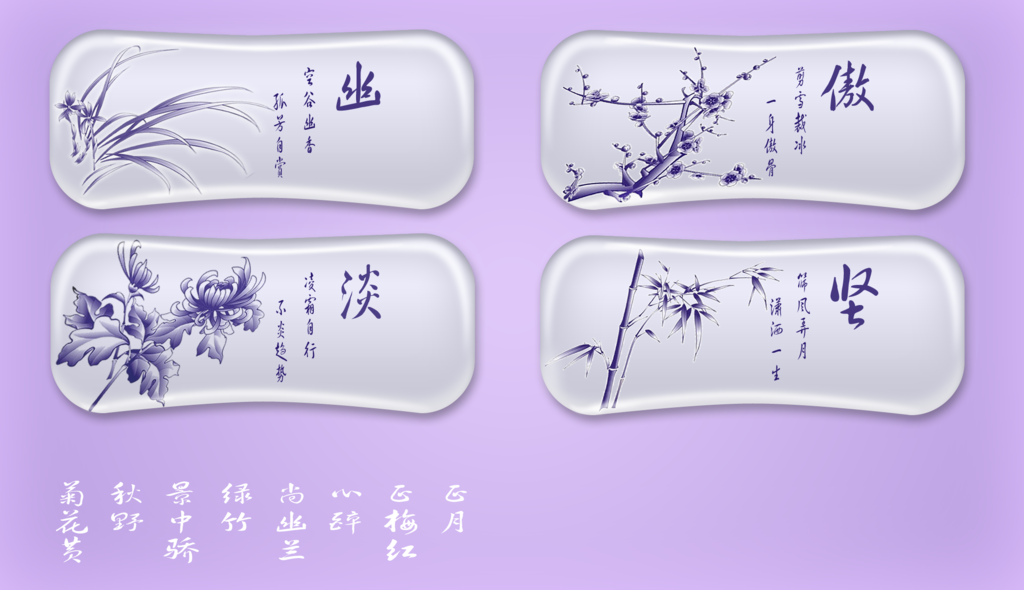 幽
空谷幽香
孤芳自赏
傲
剪雪裁冰
一身傲骨
淡
凌霜自行
不炎趋势
坚
筛风弄月
潇洒一生
正月
正梅红
心醉
尚幽兰
绿竹
景中骄
秋野
菊花黄